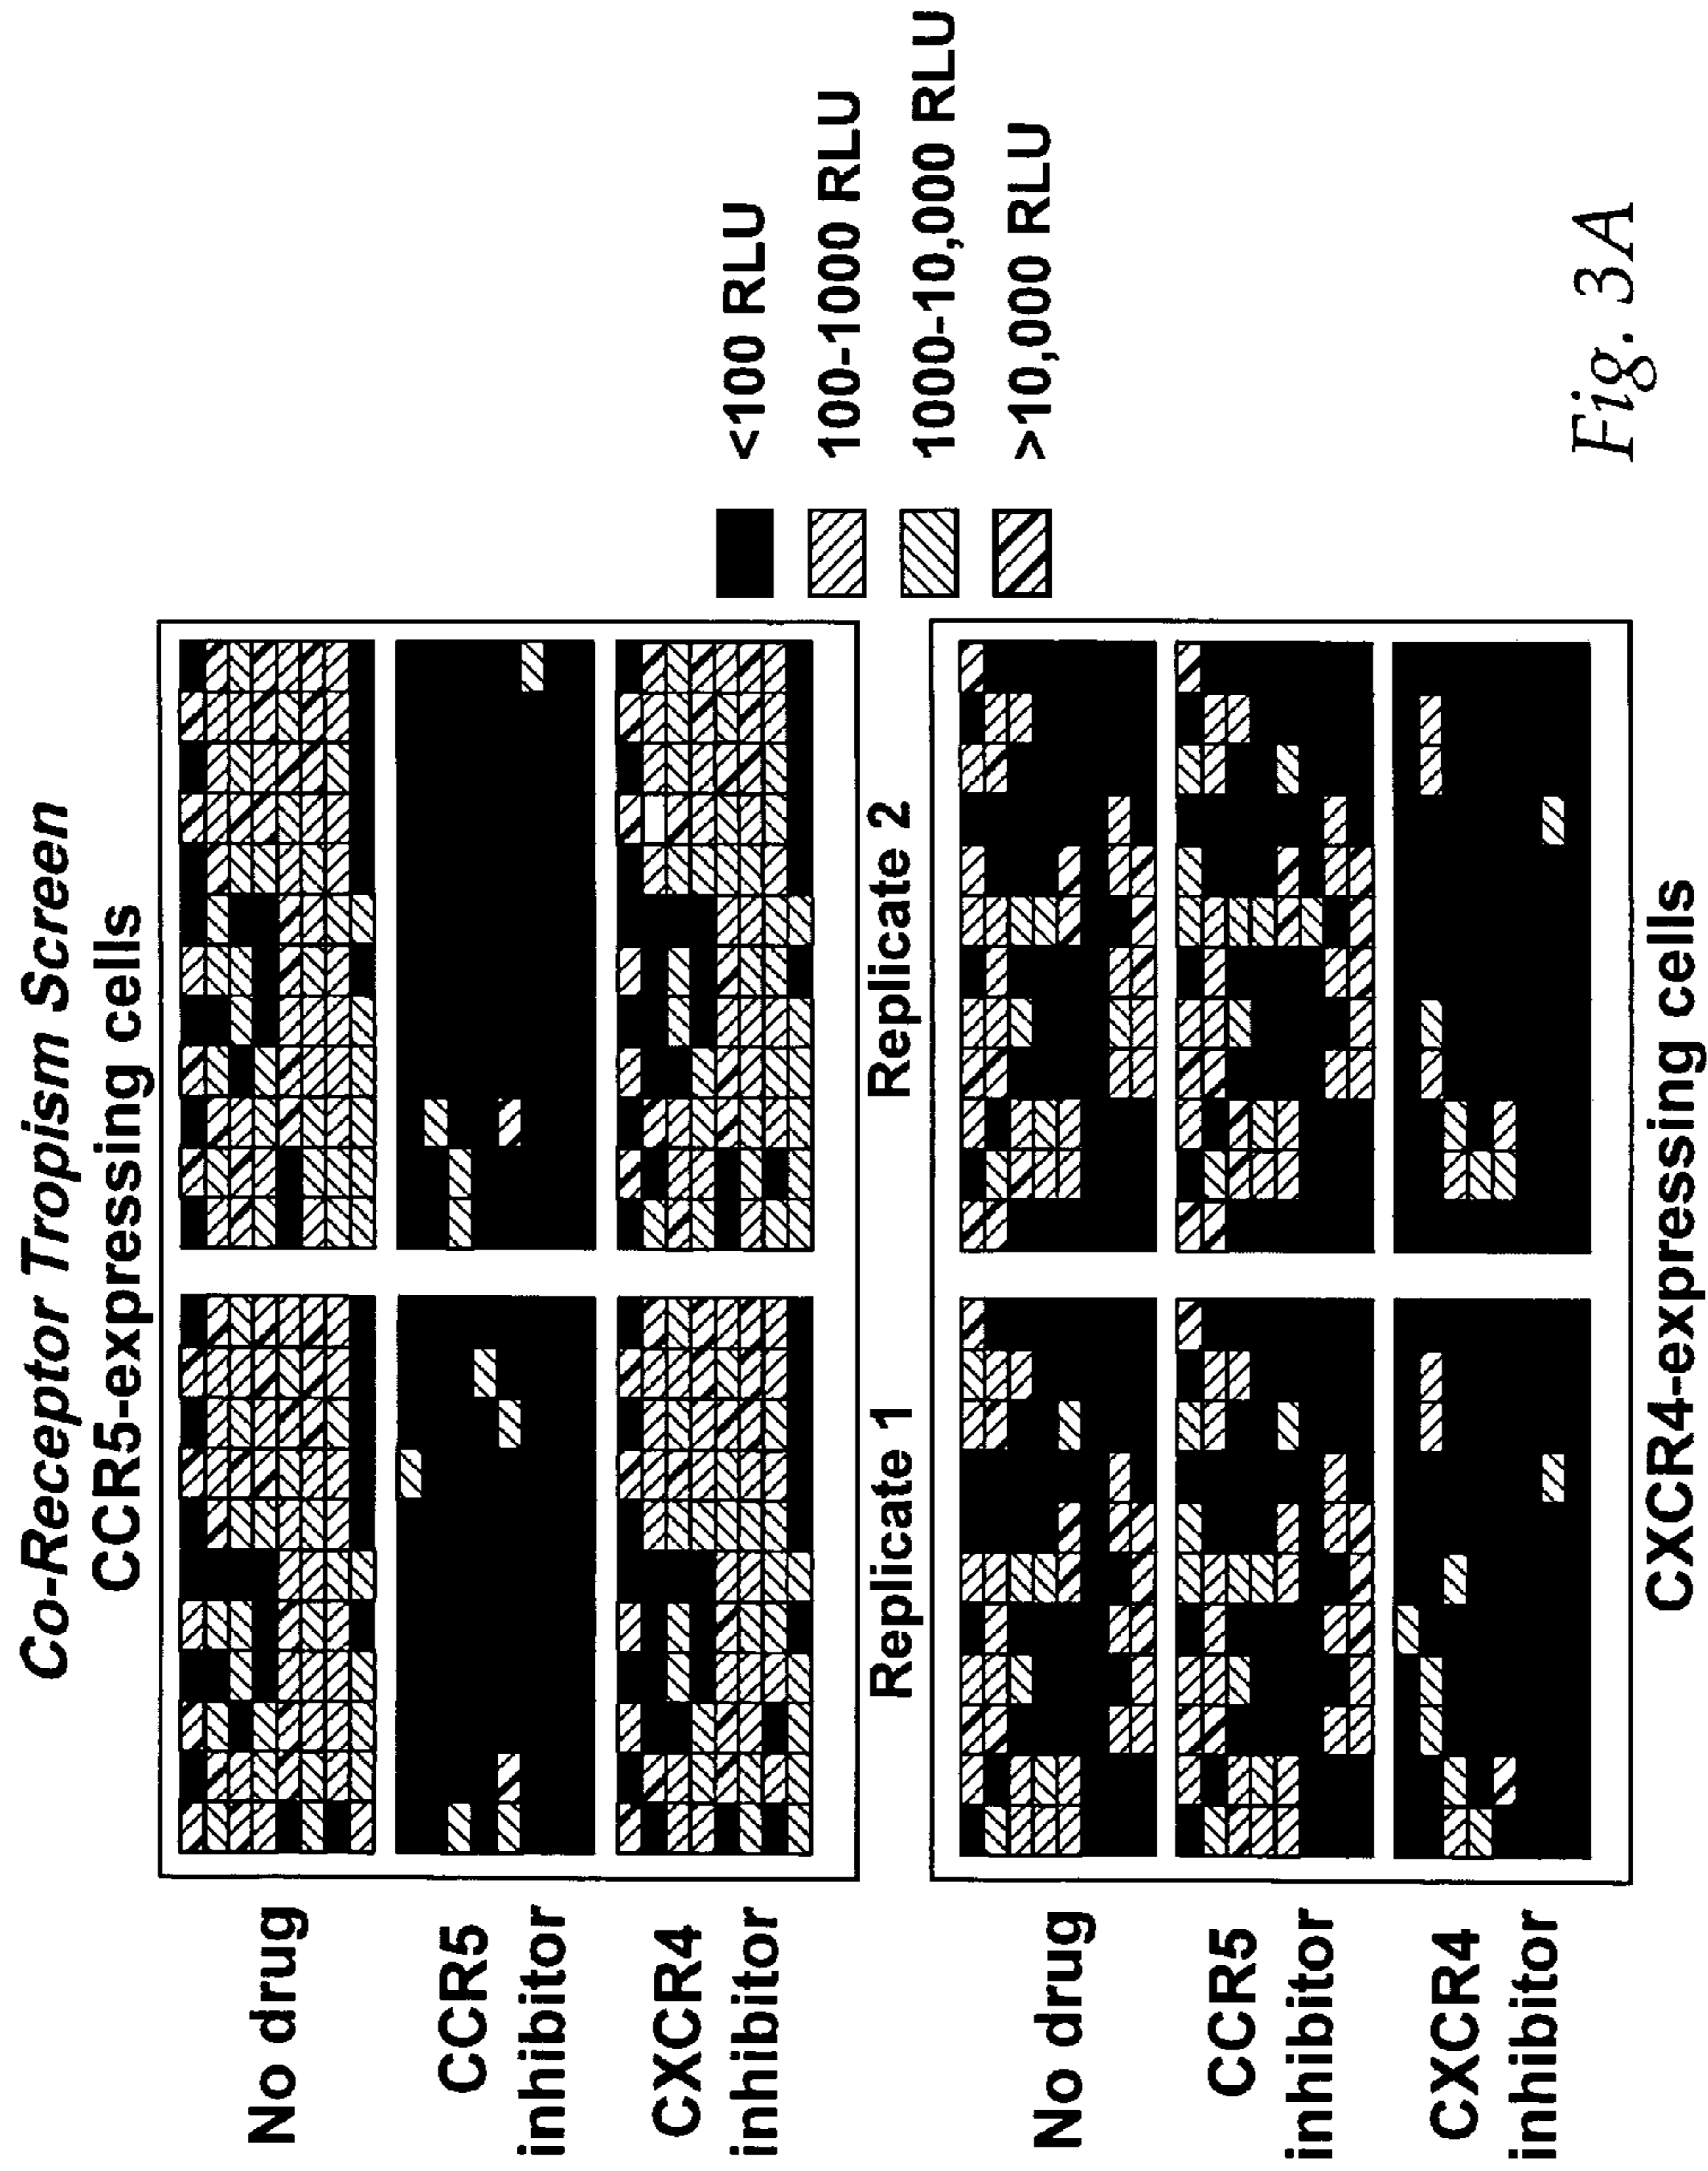 Co-Receptor Tropism Screen
CCR5-expressing cells
No drug
CCR5
inhibitor
CXCR4
inhibitor
Replicate 1
Replicate 2
No drug
CCR5
inhibitor
CXCR4
inhibitor
CXCR4-expressing cells
<100 RLU
100-1000 RLU
1000-10,000 RLU
>10,000 RLU
Fig. 3A